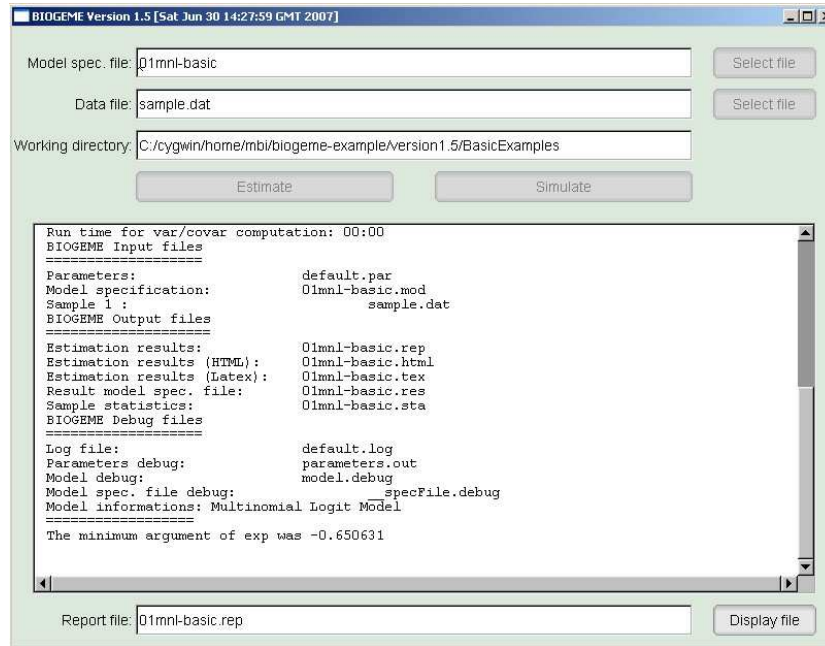 BIOGEME Version 1.5 [Sat Jun 30 14:27:59 GMT 2007]
Model spec. file: 01mnl-basic Select file
Data file: sample.dat Select file
Working directory: C:/cygwin/home/mbi/biogeme-example/version1.5/BasicExamples
Estimate Simulate
Run time for var/covar computation: 00:00
BIOGEME Input files
===================
Parameters: default.par
Model specification: 01mnl-basic.mod
Sample 1 : sample.dat
BIOGEME Output files
====================
Estimation results: 01mnl-basic.rep
Estimation results (HTML): 01mnl-basic.html
Estimation results (Latex): 01mnl-basic.tex
Result model spec. file: 01mnl-basic.res
Sample statistics: 01mnl-basic.sta
BIOGEME Debug files
===================
Log file: default.log
Parameters debug: parameters.out
Model debug: model.debug
Model spec. file debug: __specFile.debug
Model informations: Multinomial Logit Model
==================
The minimum argument of exp was -0.650631
Report file: 01mnl-basic.rep Display file